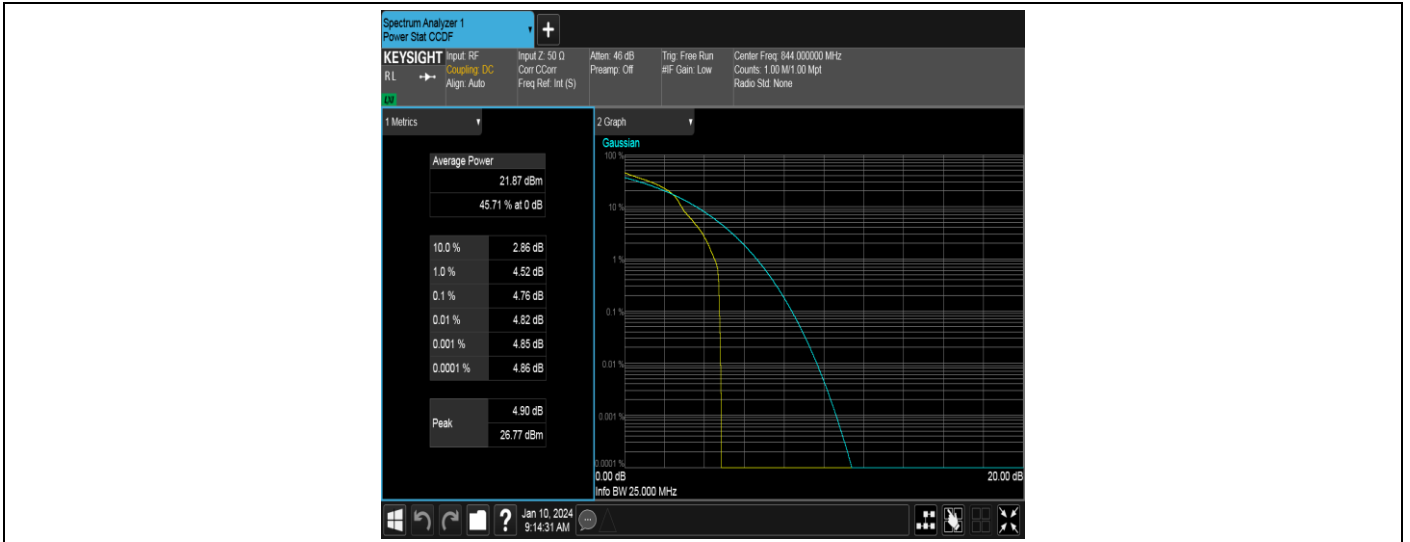 Spectrum Analyzer 1
Power Stat CCDF
+
KEYSIGHT
RL
LXI
Input: RF
Coupling: DC
Align: Auto
Input Z: 50 Ω
Corr CCorr
Freq Ref: Int (S)
Atten: 46 dB
Preamp: Off
Trig: Free Run
#IF Gain: Low
Center Freq: 844.000000 MHz
Counts: 1.00 M/1.00 Mpt
Radio Std: None
1 Metrics
Average Power
21.87 dBm
45.71 % at 0 dB
10.0 % 2.86 dB
1.0 % 4.52 dB
0.1 % 4.76 dB
0.01 % 4.82 dB
0.001 % 4.85 dB
0.0001 % 4.86 dB
Peak
4.90 dB
26.77 dBm
2 Graph
Gaussian
100 %
10 %
1 %
0.1 %
0.01 %
0.001 %
0.0001 %
0.00 dB
20.00 dB
Info BW 25.000 MHz
?
Jan 10, 2024
9:14:31 AM